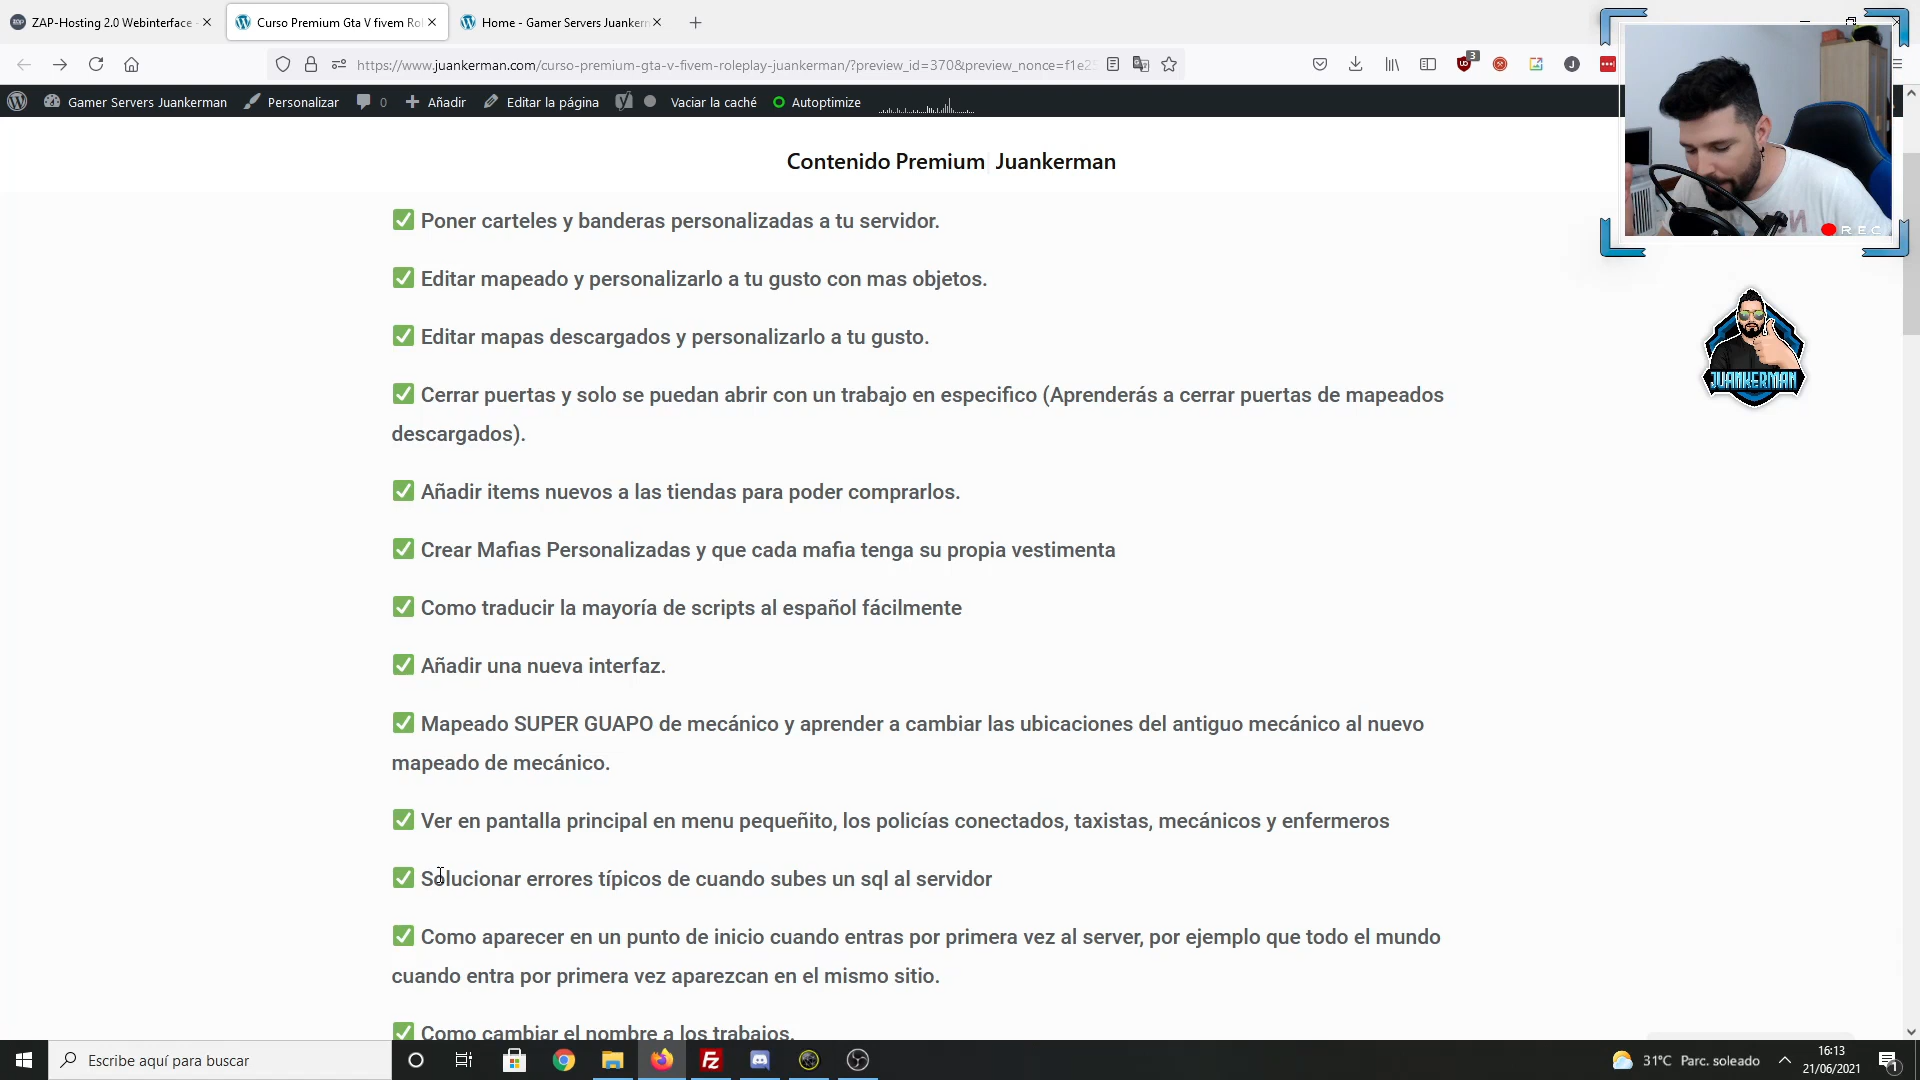 ZAP-Hosting 2.0 Webinterface
Curso Premium Gta V fivem Rol
Home - Gamer Servers Juankerm
https://www.juankerman.com/curso-premium-gta-v-fivem-roleplay-juankerman/?preview_id=370&preview_nonce=f1e25
3
J
Gamer Servers Juankerman
Personalizar
0
Añadir
Editar la página
Vaciar la caché
Autoptimize
REC
Contenido Premium Juankerman
✅ Poner carteles y banderas personalizadas a tu servidor.
✅ Editar mapeado y personalizarlo a tu gusto con mas objetos.
✅ Editar mapas descargados y personalizarlo a tu gusto.
✅ Cerrar puertas y solo se puedan abrir con un trabajo en especifico (Aprenderás a cerrar puertas de mapeados
descargados).
✅ Añadir items nuevos a las tiendas para poder comprarlos.
✅ Crear Mafias Personalizadas y que cada mafia tenga su propia vestimenta
✅ Como traducir la mayoría de scripts al español fácilmente
✅ Añadir una nueva interfaz.
✅ Mapeado SUPER GUAPO de mecánico y aprender a cambiar las ubicaciones del antiguo mecánico al nuevo
mapeado de mecánico.
✅ Ver en pantalla principal en menu pequeñito, los policías conectados, taxistas, mecánicos y enfermeros
✅ Solucionar errores típicos de cuando subes un sql al servidor
✅ Como aparecer en un punto de inicio cuando entras por primera vez al server, por ejemplo que todo el mundo
cuando entra por primera vez aparezcan en el mismo sitio.
✅ Como cambiar el nombre a los trabajos.
JUANKERMAN
Escribe aquí para buscar
31°C Parc. soleado
16:13
21/06/2021
1